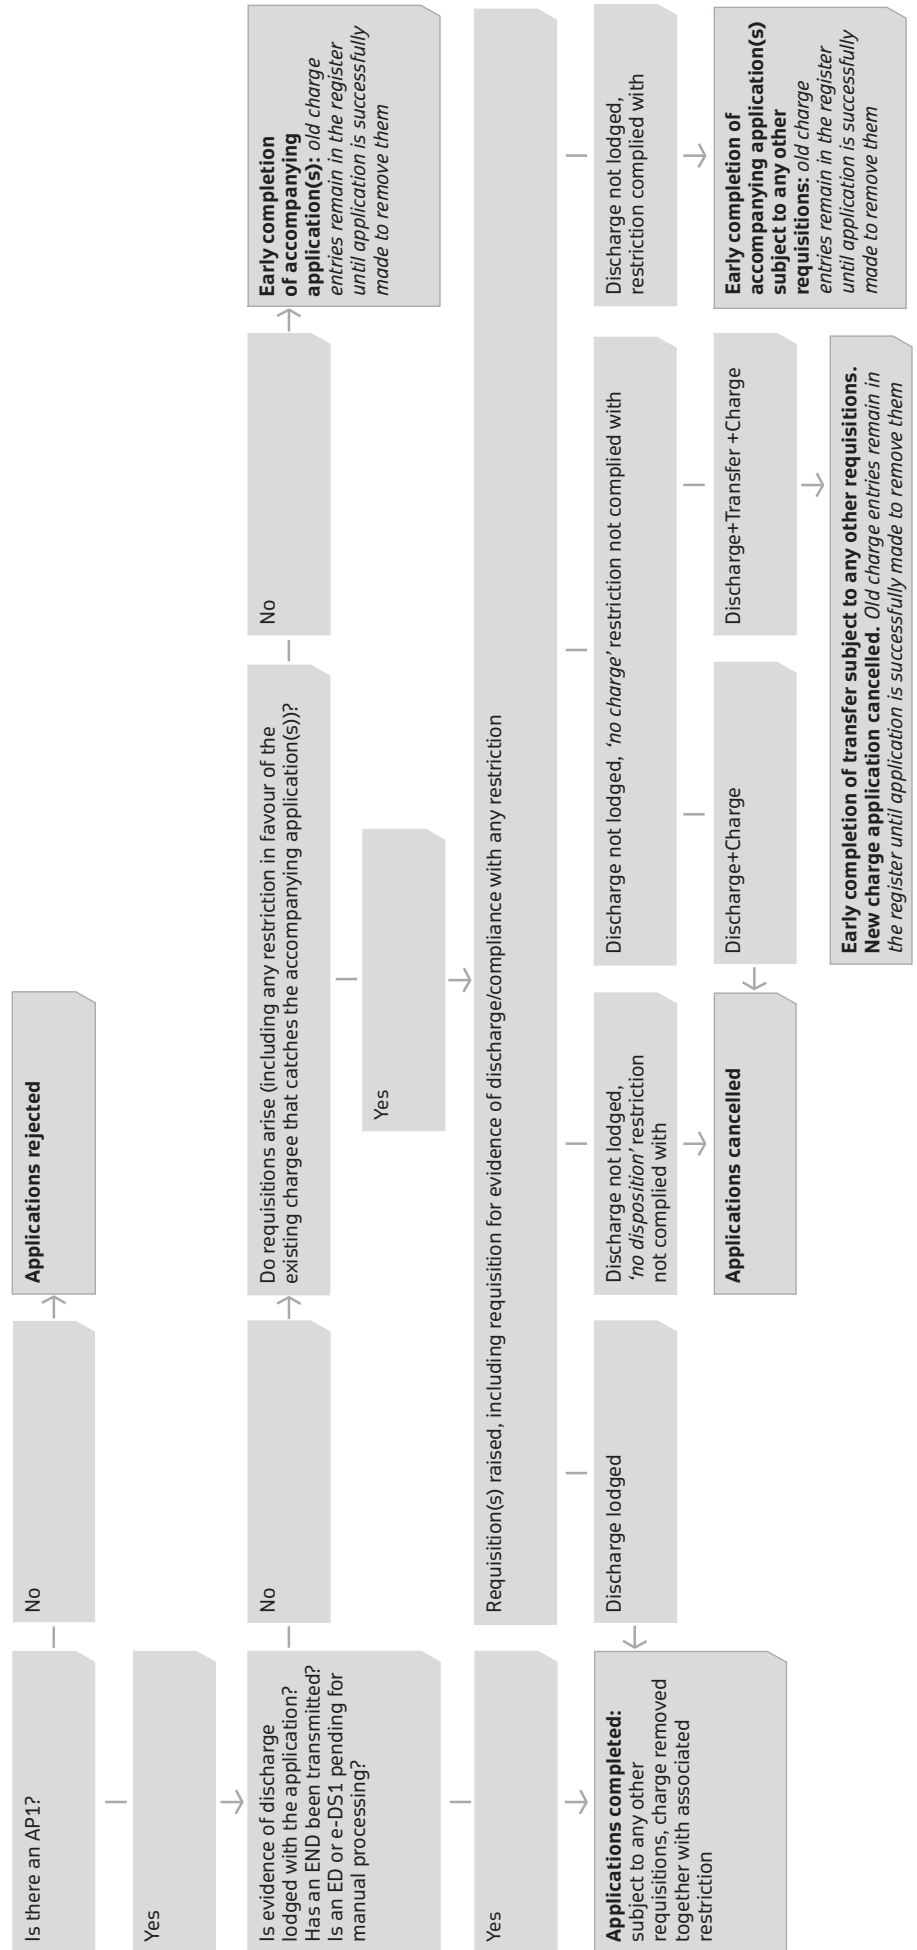 Is there an AP1?
No
Applications rejected
Yes
Is evidence of discharge
lodged with the application?
Has an END been transmitted?
Is an ED or e-DS1 pending for
manual processing?
No
Do requisitions arise (including any restriction in favour of the
existing charge that catches the accompanying application(s))?
No
Early completion
of accompanying
application(s): old charge
entries remain in the register
until application is successfully
made to remove them
Yes
Yes
Requisition(s) raised, including requisition for evidence of discharge/compliance with any restriction
Applications completed:
subject to any other
requisitions, charge removed
together with associated
restriction
Discharge lodged
Discharge not lodged,
‘no disposition’ restriction
not complied with
Discharge not lodged, ‘no charge’ restriction not complied with
Discharge not lodged,
restriction complied with
Applications cancelled
Discharge+Charge
Discharge+Transfer +Charge
Early completion of
accompanying application(s)
subject to any other
requisitions: old charge
entries remain in the register
until application is successfully
made to remove them
Early completion of transfer subject to any other requisitions.
New charge application cancelled. Old charge entries remain in
the register until application is successfully made to remove them